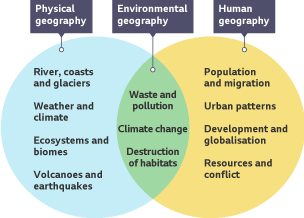 Physical
geography
Environmental
geography
Human
geography
River, coasts
and glaciers
Weather and
climate
Ecosystems and
biomes
Volcanoes and
earthquakes
Waste and
pollution
Climate change
Destruction
of habitats
Population
and migration
Urban patterns
Development and
globalisation
Resources and
conflict